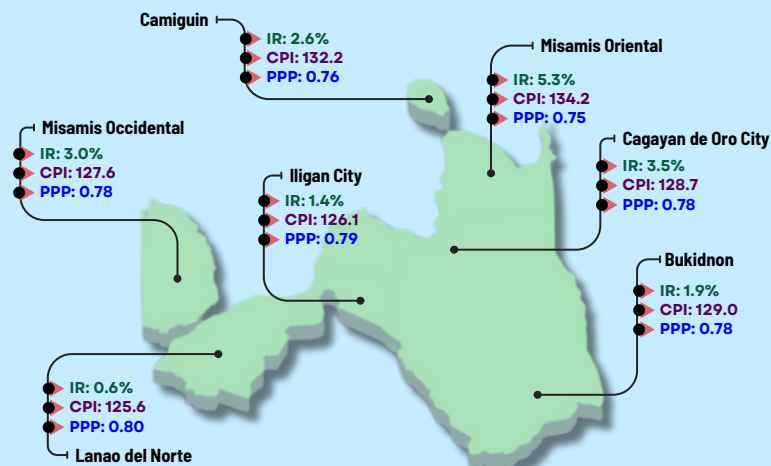 Camiguin
IR: 2.6%
CPI: 132.2
PPP: 0.76
Misamis Oriental
IR: 5.3%
CPI: 134.2
PPP: 0.75
Misamis Occidental
IR: 3.0%
CPI: 127.6
PPP: 0.78
Cagayan de Oro City
IR: 3.5%
CPI: 128.7
PPP: 0.78
Iligan City
IR: 1.4%
CPI: 126.1
PPP: 0.79
Bukidnon
IR: 1.9%
CPI: 129.0
PPP: 0.78
IR: 0.6%
CPI: 125.6
PPP: 0.80
Lanao del Norte